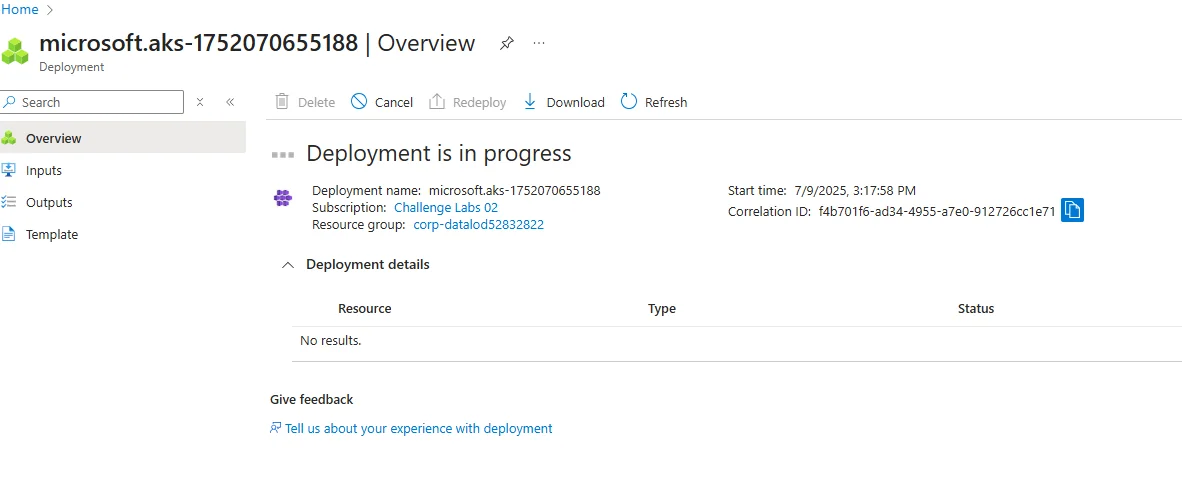 Home
microsoft.aks-1752070655188 | Overview
Deployment
Search
Delete Cancel Redeploy Download Refresh
Overview
Inputs
Outputs
Template
Deployment is in progress
Deployment name: microsoft.aks-1752070655188
Subscription: Challenge Labs 02
Resource group: corp-datalod52832822
Start time: 7/9/2025, 3:17:58 PM
Correlation ID: f4b701f6-ad34-4955-a7e0-912726cc1e71
Deployment details
Resource Type Status
No results.
Give feedback
Tell us about your experience with deployment